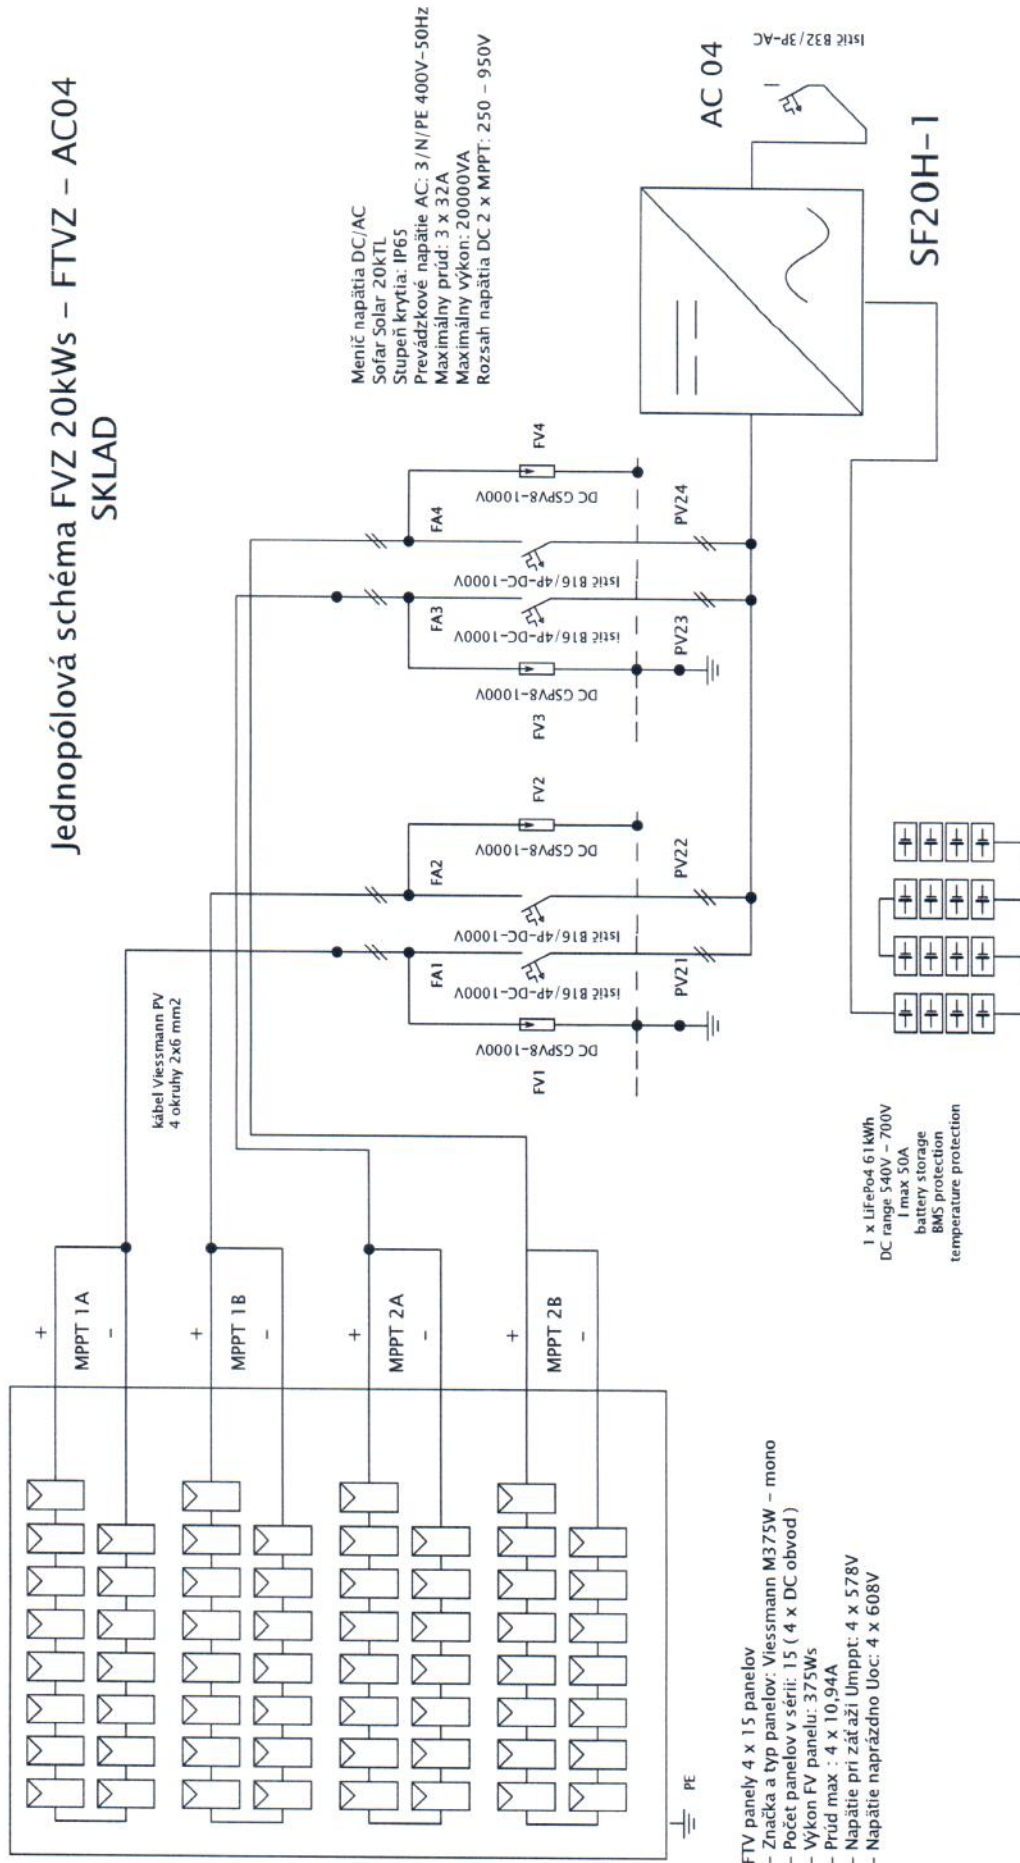 Jednopólová schéma FVZ 20kWs – FTVZ – AC04
SKLAD
Menič napätia DC/AC
Sofar Solar 20kTL
Stupeň krytia: IP65
Prevádzkové napätie AC: 3/N/PE 400V–50Hz
Maximálny prúd: 3 x 32A
Maximálny výkon: 20000VA
Rozsah napätia DC 2 x MPPT: 250 – 950V
AC 04
Istič B32/3P–AC
SF20H–1
kábel Viessmann PV
4 okruhy 2x6 mm2
+
MPPT 1A
–
+
MPPT 1B
–
+
MPPT 2A
–
+
MPPT 2B
–
FV1
DC GSPV8–1000V
FA1
istič B16/4P–DC–1000V
PV21
FA2
Istič B16/4P–DC–1000V
PV22
DC GSPV8–1000V
FV2
FV3
DC GSPV8–1000V
FA3
istič B16/4P–DC–1000V
PV23
FA4
Istič B16/4P–DC–1000V
PV24
DC GSPV8–1000V
FV4
PE
FTV panely 4 x 15 panelov
– Značka a typ panelov: Viessmann M375W – mono
– Počet panelov v sérii: 15 ( 4 x DC obvod )
– Výkon FV panelu: 375Ws
– Prúd max : 4 x 10,94A
– Napätie pri záťaži Umppt: 4 x 578V
– Napätie naprázdno Uoc: 4 x 608V
1 x LiFePo4 61kWh
DC range 540V – 700V
I max 50A
battery storage
BMS protection
temperature protection